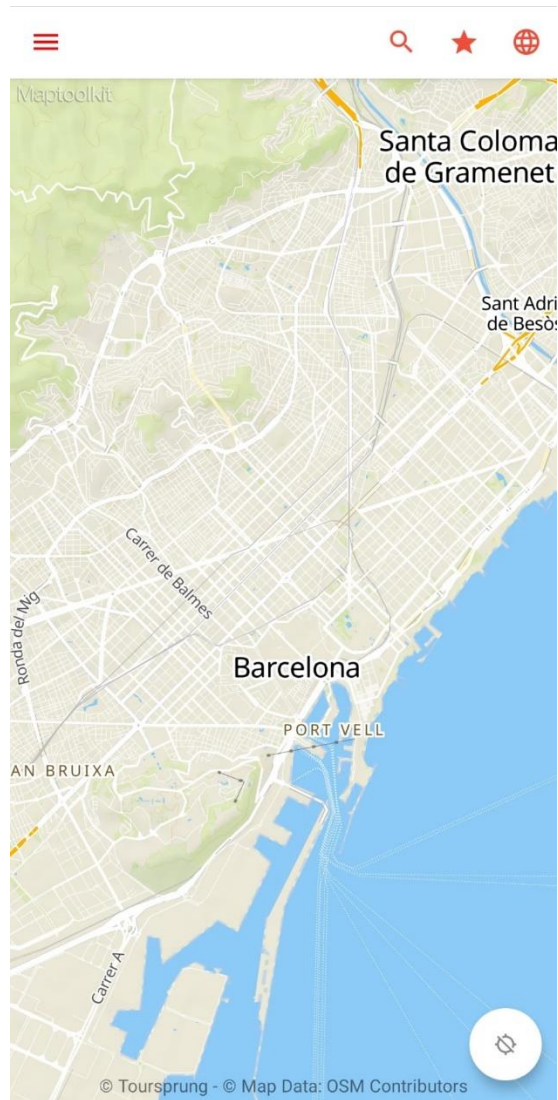 Maptoolkit
Santa Coloma
de Gramenet
Sant Adri
de Besòs
Carrer de Balmes
Ronda del Mig
Barcelona
PORT VELL
AN BRUIXA
Carrer A
© Toursprung - © Map Data: OSM Contributors